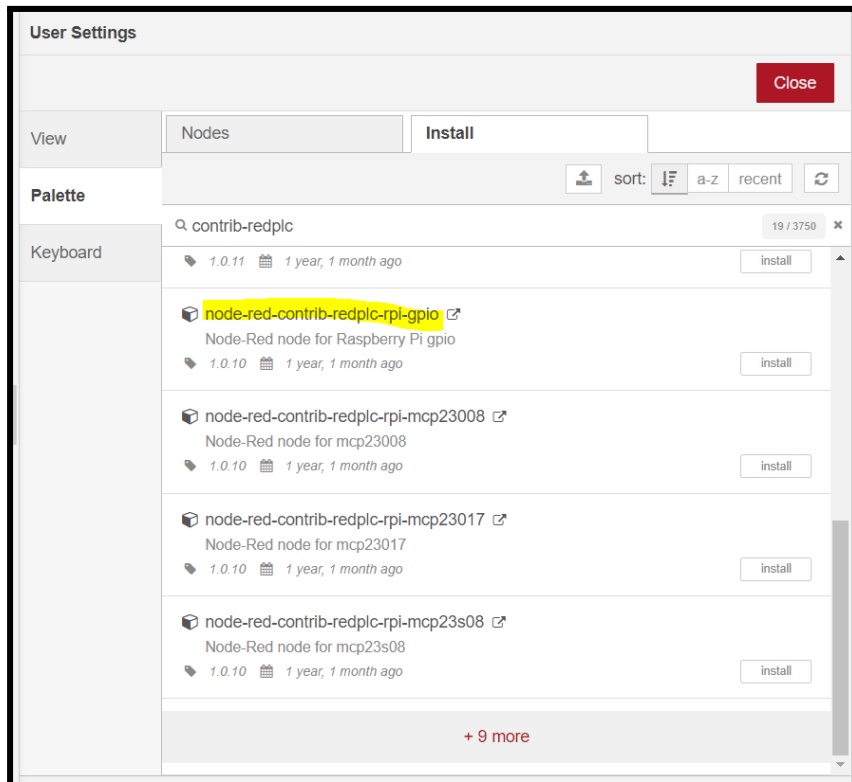 User Settings
Close
View
Palette
Keyboard
Nodes
Install
sort: a-z recent
contrib-redplc 19 / 3750
1.0.11 1 year, 1 month ago install
node-red-contrib-redplc-rpi-gpio
Node-Red node for Raspberry Pi gpio
1.0.10 1 year, 1 month ago install
node-red-contrib-redplc-rpi-mcp23008
Node-Red node for mcp23008
1.0.10 1 year, 1 month ago install
node-red-contrib-redplc-rpi-mcp23017
Node-Red node for mcp23017
1.0.10 1 year, 1 month ago install
node-red-contrib-redplc-rpi-mcp23s08
Node-Red node for mcp23s08
1.0.10 1 year, 1 month ago install
+ 9 more